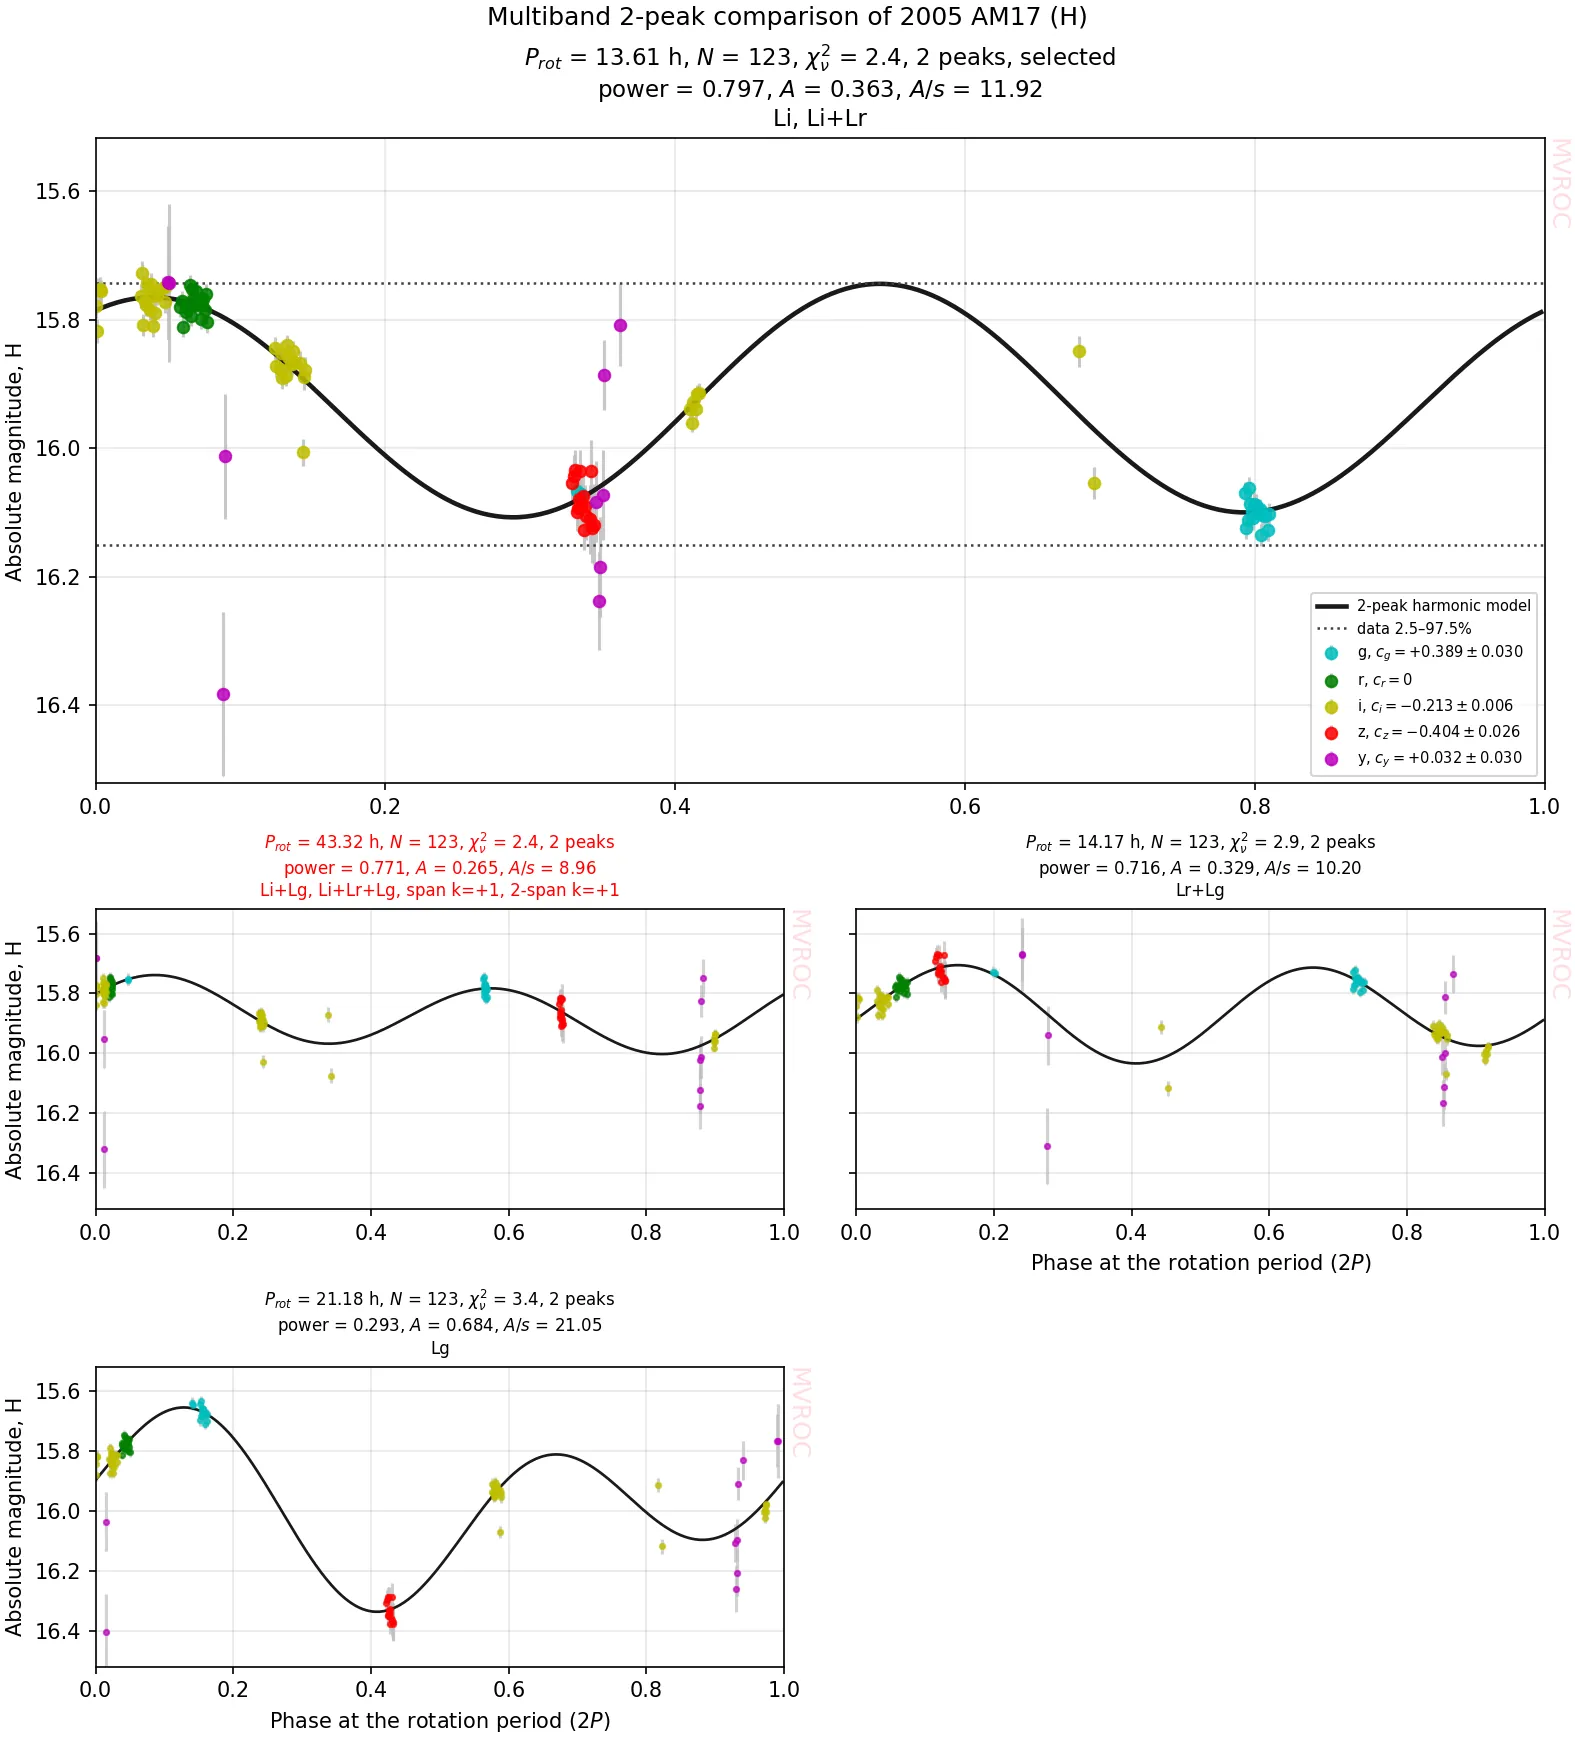 Multiband 2-peak comparison of 2005 AM17 (H)
P_rot = 13.61 h, N = 123, χ²_ν = 2.4, 2 peaks, selected
power = 0.797, A = 0.363, A/s = 11.92
Li, Li+Lr
MVROC
Absolute magnitude, H
15.6
15.8
16.0
16.2
16.4
2-peak harmonic model
data 2.5–97.5%
g, c_g = +0.389 ± 0.030
r, c_r = 0
i, c_i = −0.213 ± 0.006
z, c_z = −0.404 ± 0.026
y, c_y = +0.032 ± 0.030
0.0 0.2 0.4 0.6 0.8 1.0
P_rot = 43.32 h, N = 123, χ²_ν = 2.4, 2 peaks
power = 0.771, A = 0.265, A/s = 8.96
Li+Lg, Li+Lr+Lg, span k=+1, 2-span k=+1
MVROC
Absolute magnitude, H
15.6
15.8
16.0
16.2
16.4
0.0 0.2 0.4 0.6 0.8 1.0
P_rot = 14.17 h, N = 123, χ²_ν = 2.9, 2 peaks
power = 0.716, A = 0.329, A/s = 10.20
Lr+Lg
MVROC
0.0 0.2 0.4 0.6 0.8 1.0
Phase at the rotation period (2P)
P_rot = 21.18 h, N = 123, χ²_ν = 3.4, 2 peaks
power = 0.293, A = 0.684, A/s = 21.05
Lg
MVROC
Absolute magnitude, H
15.6
15.8
16.0
16.2
16.4
0.0 0.2 0.4 0.6 0.8 1.0
Phase at the rotation period (2P)